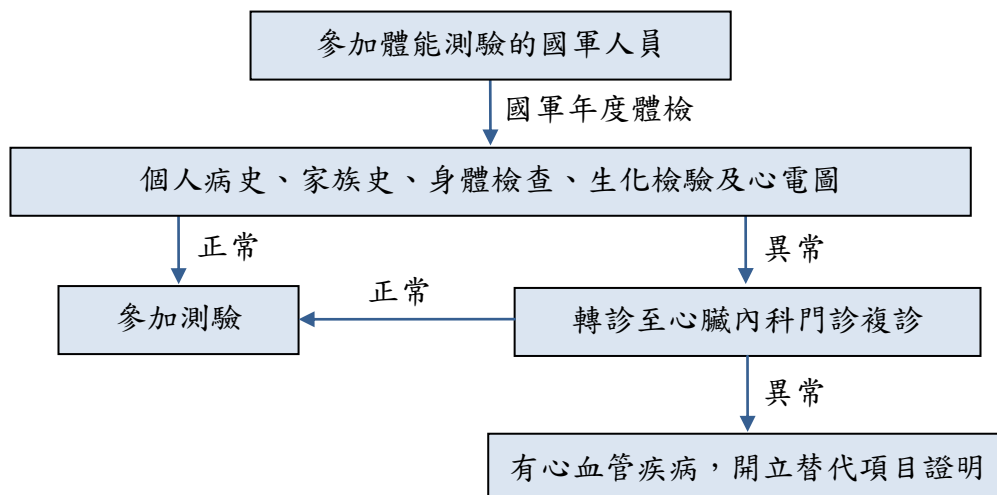 參加體能測驗的國軍人員
國軍年度體檢
個人病史、家族史、身體檢查、生化檢驗及心電圖
正常
異常
參加測驗
正常
轉診至心臟內科門診複診
異常
有心血管疾病，開立替代項目證明